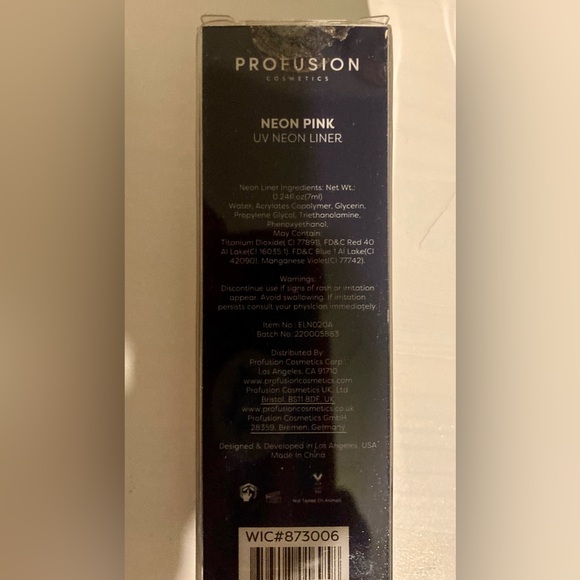 PROFUSION
COSMETICS
NEON PINK
UV NEON LINER
Neon Liner Ingredients: Net Wt.:
0.24fl.oz(7ml)
Water, Acrylates Copolymer, Glycerin,
Propylene Glycol, Triethanolamine,
Phenoxyethanol,
May Contain:
Titanium Dioxide( CI 77891), FD&C Red 40
Al Lake(CI 16035:1), FD&C Blue 1 Al Lake(CI
42090), Manganese Violet(CI 77742).
Warnings:
Discontinue use if signs of rash or irritation
appear. Avoid swallowing. If irritation
persists consult your physician immediately.
Item No.: ELN020A
Batch No.: 220005863
Distributed By:
Profusion Cosmetics Corp.
Los Angeles, CA 91710
www.profusioncosmetics.com
Profusion Cosmetics UK, Ltd.
Bristol, BS11 8DF, UK
www.profusioncosmetics.co.uk
Profusion Cosmetics GmbH
28359, Bremen, Germany
Designed & Developed in Los Angeles, USA
Made In China
Not Tested On Animals
WIC#873006